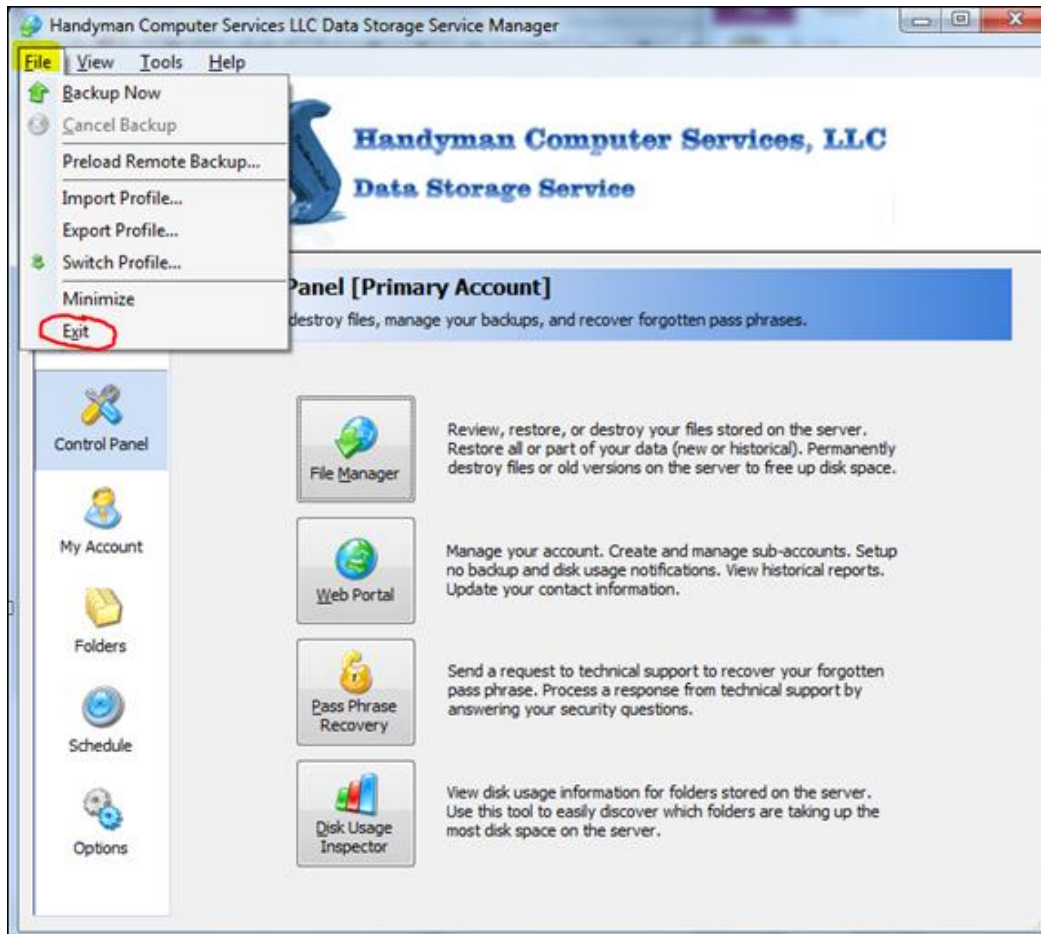 Handyman Computer Services LLC Data Storage Service Manager
File View Tools Help
Backup Now
Cancel Backup
Preload Remote Backup...
Import Profile...
Export Profile...
Switch Profile...
Minimize
Exit
Handyman Computer Services, LLC
Data Storage Service
Panel [Primary Account]
destroy files, manage your backups, and recover forgotten pass phrases.
Control Panel
My Account
Folders
Schedule
Options
File Manager
Review, restore, or destroy your files stored on the server.
Restore all or part of your data (new or historical). Permanently
destroy files or old versions on the server to free up disk space.
Web Portal
Manage your account. Create and manage sub-accounts. Setup
no backup and disk usage notifications. View historical reports.
Update your contact information.
Pass Phrase
Recovery
Send a request to technical support to recover your forgotten
pass phrase. Process a response from technical support by
answering your security questions.
Disk Usage
Inspector
View disk usage information for folders stored on the server.
Use this tool to easily discover which folders are taking up the
most disk space on the server.